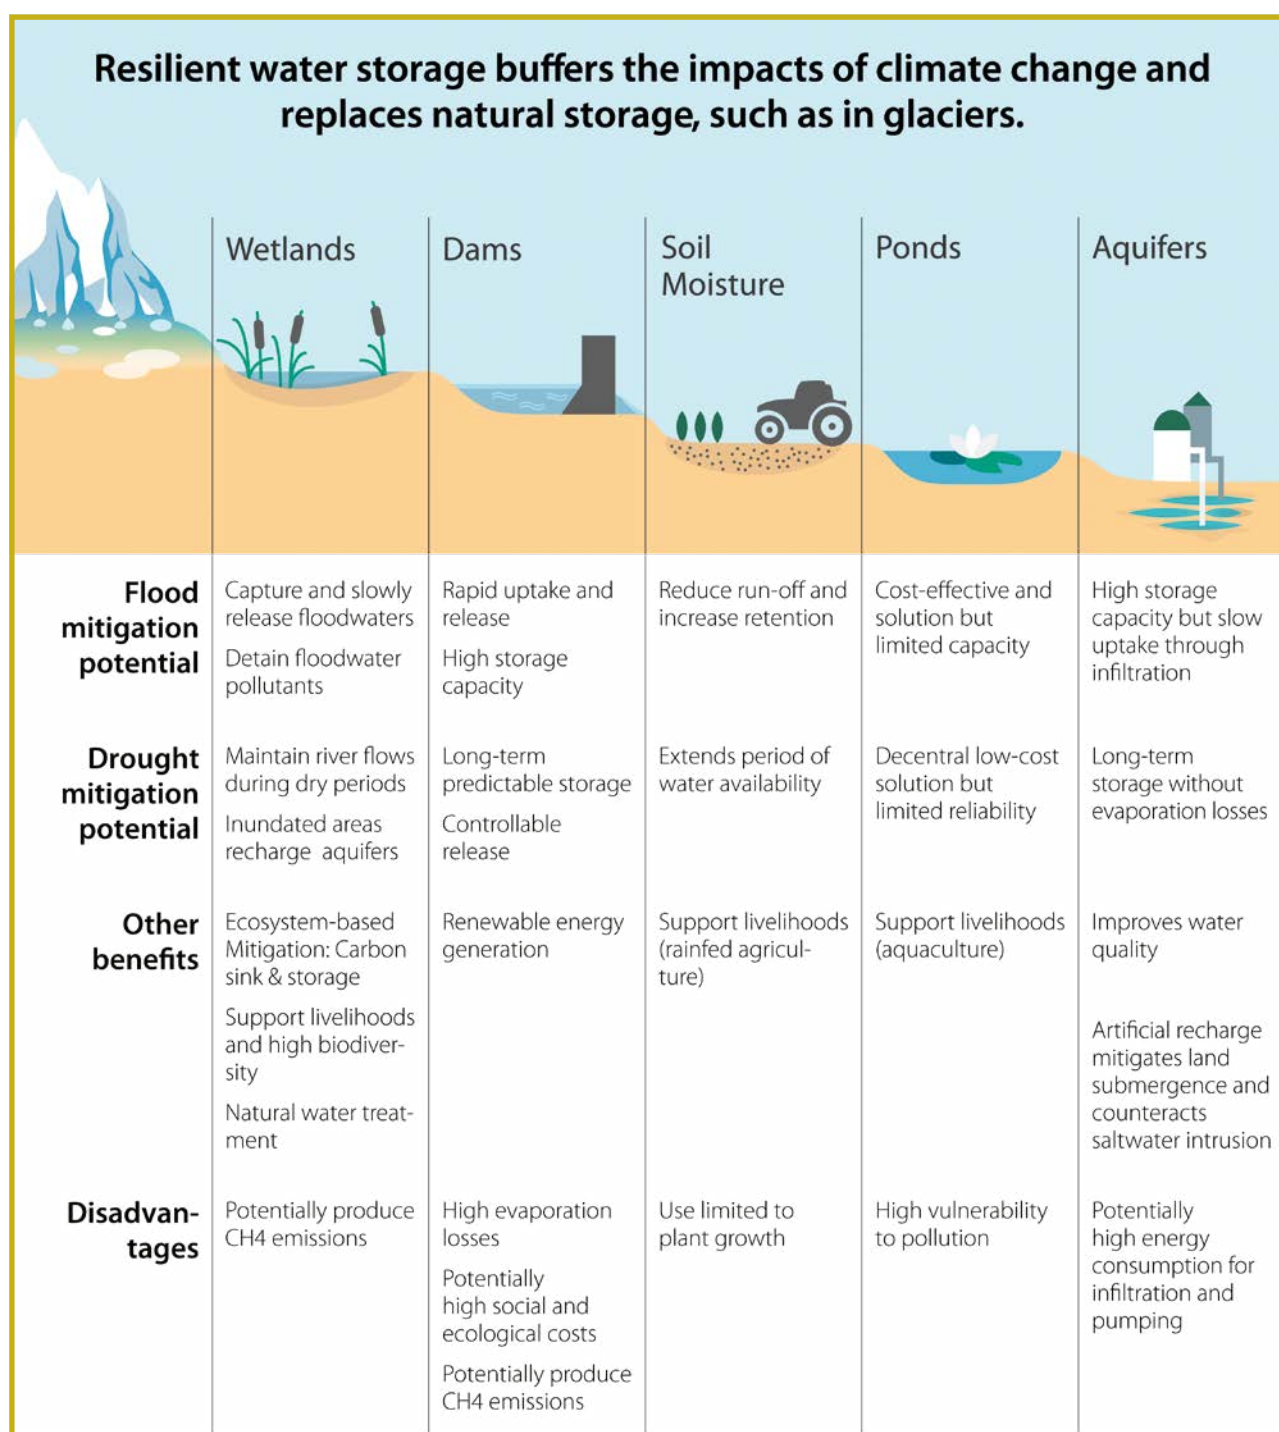 Resilient water storage buffers the impacts of climate change and
replaces natural storage, such as in glaciers.
Wetlands
Dams
Soil
Moisture
Ponds
Aquifers
Flood
mitigation
potential
Capture and slowly
release floodwaters
Detain floodwater
pollutants
Rapid uptake and
release
High storage
capacity
Reduce run-off and
increase retention
Cost-effective and
solution but
limited capacity
High storage
capacity but slow
uptake through
infiltration
Drought
mitigation
potential
Maintain river flows
during dry periods
Inundated areas
recharge aquifers
Long-term
predictable storage
Controllable
release
Extends period of
water availability
Decentral low-cost
solution but
limited reliability
Long-term
storage without
evaporation losses
Other
benefits
Ecosystem-based
Mitigation: Carbon
sink & storage
Support livelihoods
and high biodiver-
sity
Natural water treat-
ment
Renewable energy
generation
Support livelihoods
(rainfed agricul-
ture)
Support livelihoods
(aquaculture)
Improves water
quality
Artificial recharge
mitigates land
submergence and
counteracts
saltwater intrusion
Disadvan-
tages
Potentially produce
CH4 emissions
High evaporation
losses
Potentially
high social and
ecological costs
Potentially produce
CH4 emissions
Use limited to
plant growth
High vulnerability
to pollution
Potentially
high energy
consumption for
infiltration and
pumping